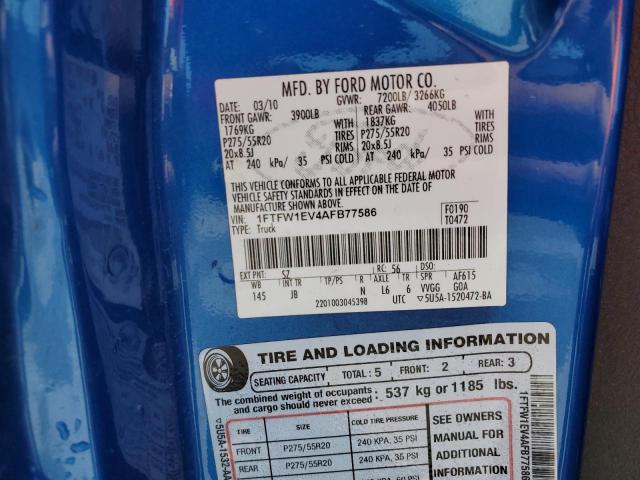 MFD. BY FORD MOTOR CO.
DATE: 03/10 GVWR: 7200LB/ 3266KG
FRONT GAWR: 3900LB REAR GAWR: 4050LB
1769KG WITH 1837KG WITH
P275/55R20 TIRES P275/55R20 TIRES
20x8.5J RIMS 20x8.5J RIMS
AT 240 kPa/ 35 PSI COLD AT 240 kPa/ 35 PSI COLD
THIS VEHICLE CONFORMS TO ALL APPLICABLE FEDERAL MOTOR
VEHICLE SAFETY STANDARDS IN EFFECT ON THE DATE OF
MANUFACTURE SHOWN ABOVE.
VIN: 1FTFW1EV4AFB77586 F0190
TYPE: Truck T0472
EXT PNT: SZ RC: 56 DSO:
WB INT TR TP/PS R AXLE TR SPR AF615
145 JB N L6 6 VVGG GOA
2201003045398 UTC ▽5U5A-1520472-BA
TIRE AND LOADING INFORMATION
SEATING CAPACITY TOTAL: 5 FRONT: 2 REAR: 3
The combined weight of occupants and cargo should never exceed: 537 kg or 1185 lbs.
TIRE SIZE COLD TIRE PRESSURE SEE OWNERS
FRONT P275/55R20 240 KPA, 35 PSI MANUAL FOR
REAR P275/55R20 240 KPA, 35 PSI ADDITIONAL
INFORMATION
▽5U5A-1532-AA
1FTFW1EV4AFB77586